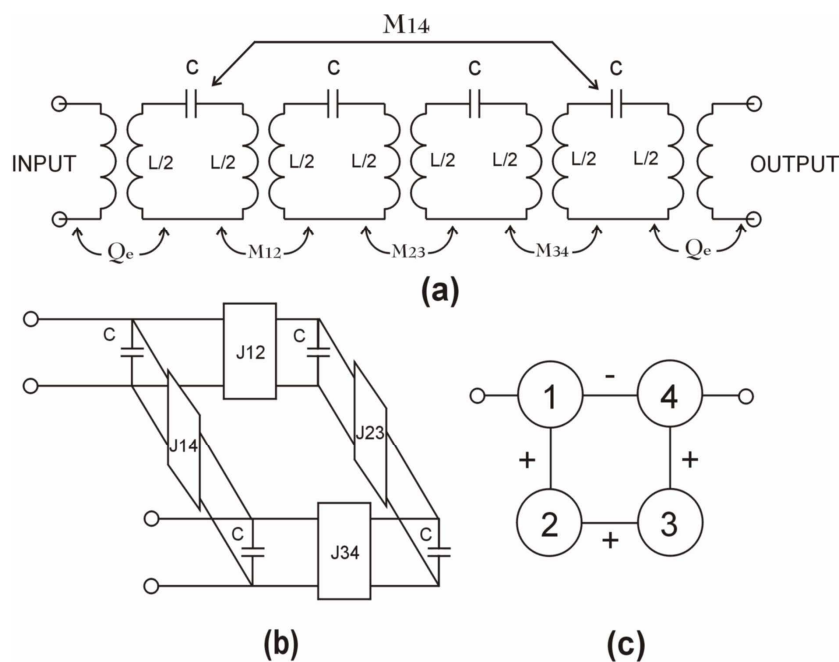 M14
C C C C
INPUT L/2 L/2 L/2 L/2 L/2 L/2 L/2 L/2 OUTPUT
Qe M12 M23 M34 Qe
(a)
C J12 C
J14 J23
C J34 C
(b)
1 - 4
+ +
2 + 3
(c)